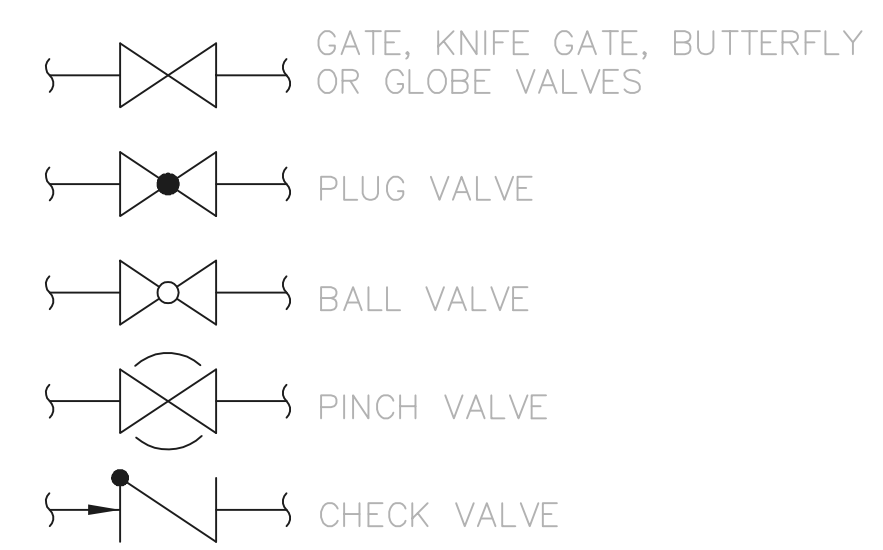 GATE, KNIFE GATE, BUTTERFLY
OR GLOBE VALVES
PLUG VALVE
BALL VALVE
PINCH VALVE
CHECK VALVE